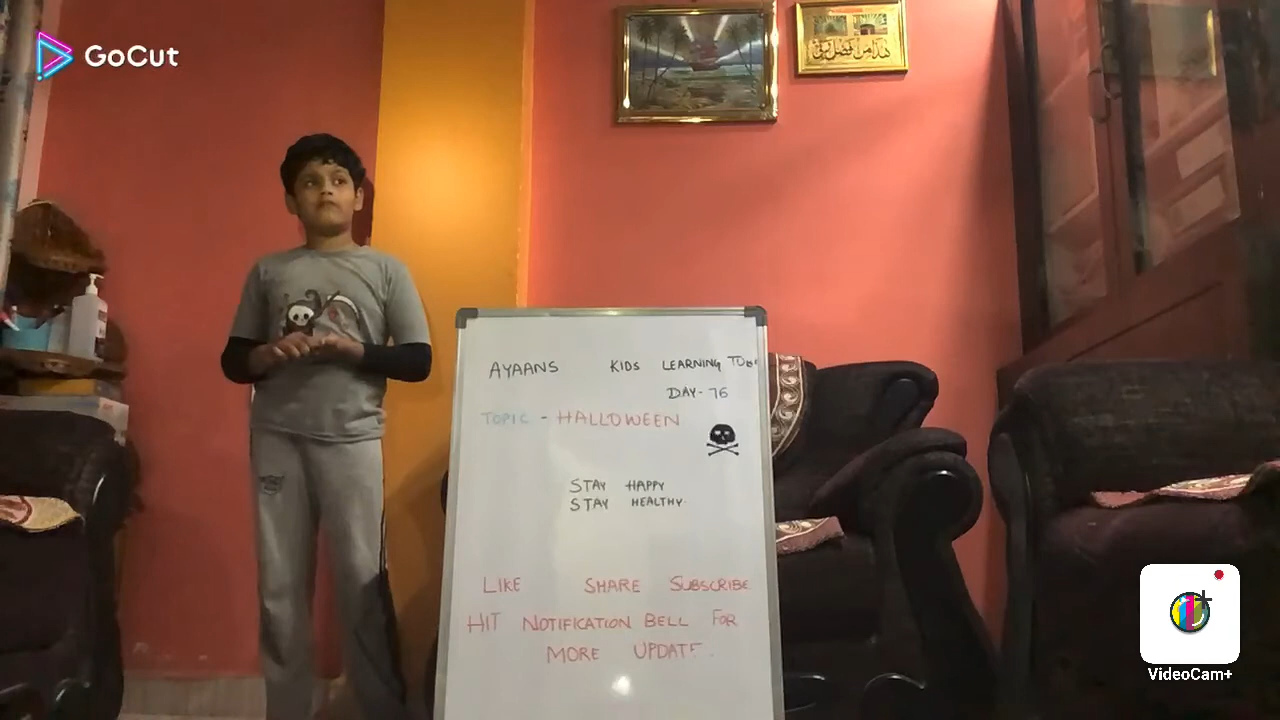 GoCut
AYAANS KIDS LEARNING TUBE
DAY-76
TOPIC - HALLOWEEN
STAY HAPPY
STAY HEALTHY
LIKE SHARE SUBSCRIBE
HIT NOTIFICATION BELL FOR
MORE UPDATE.
VideoCam+